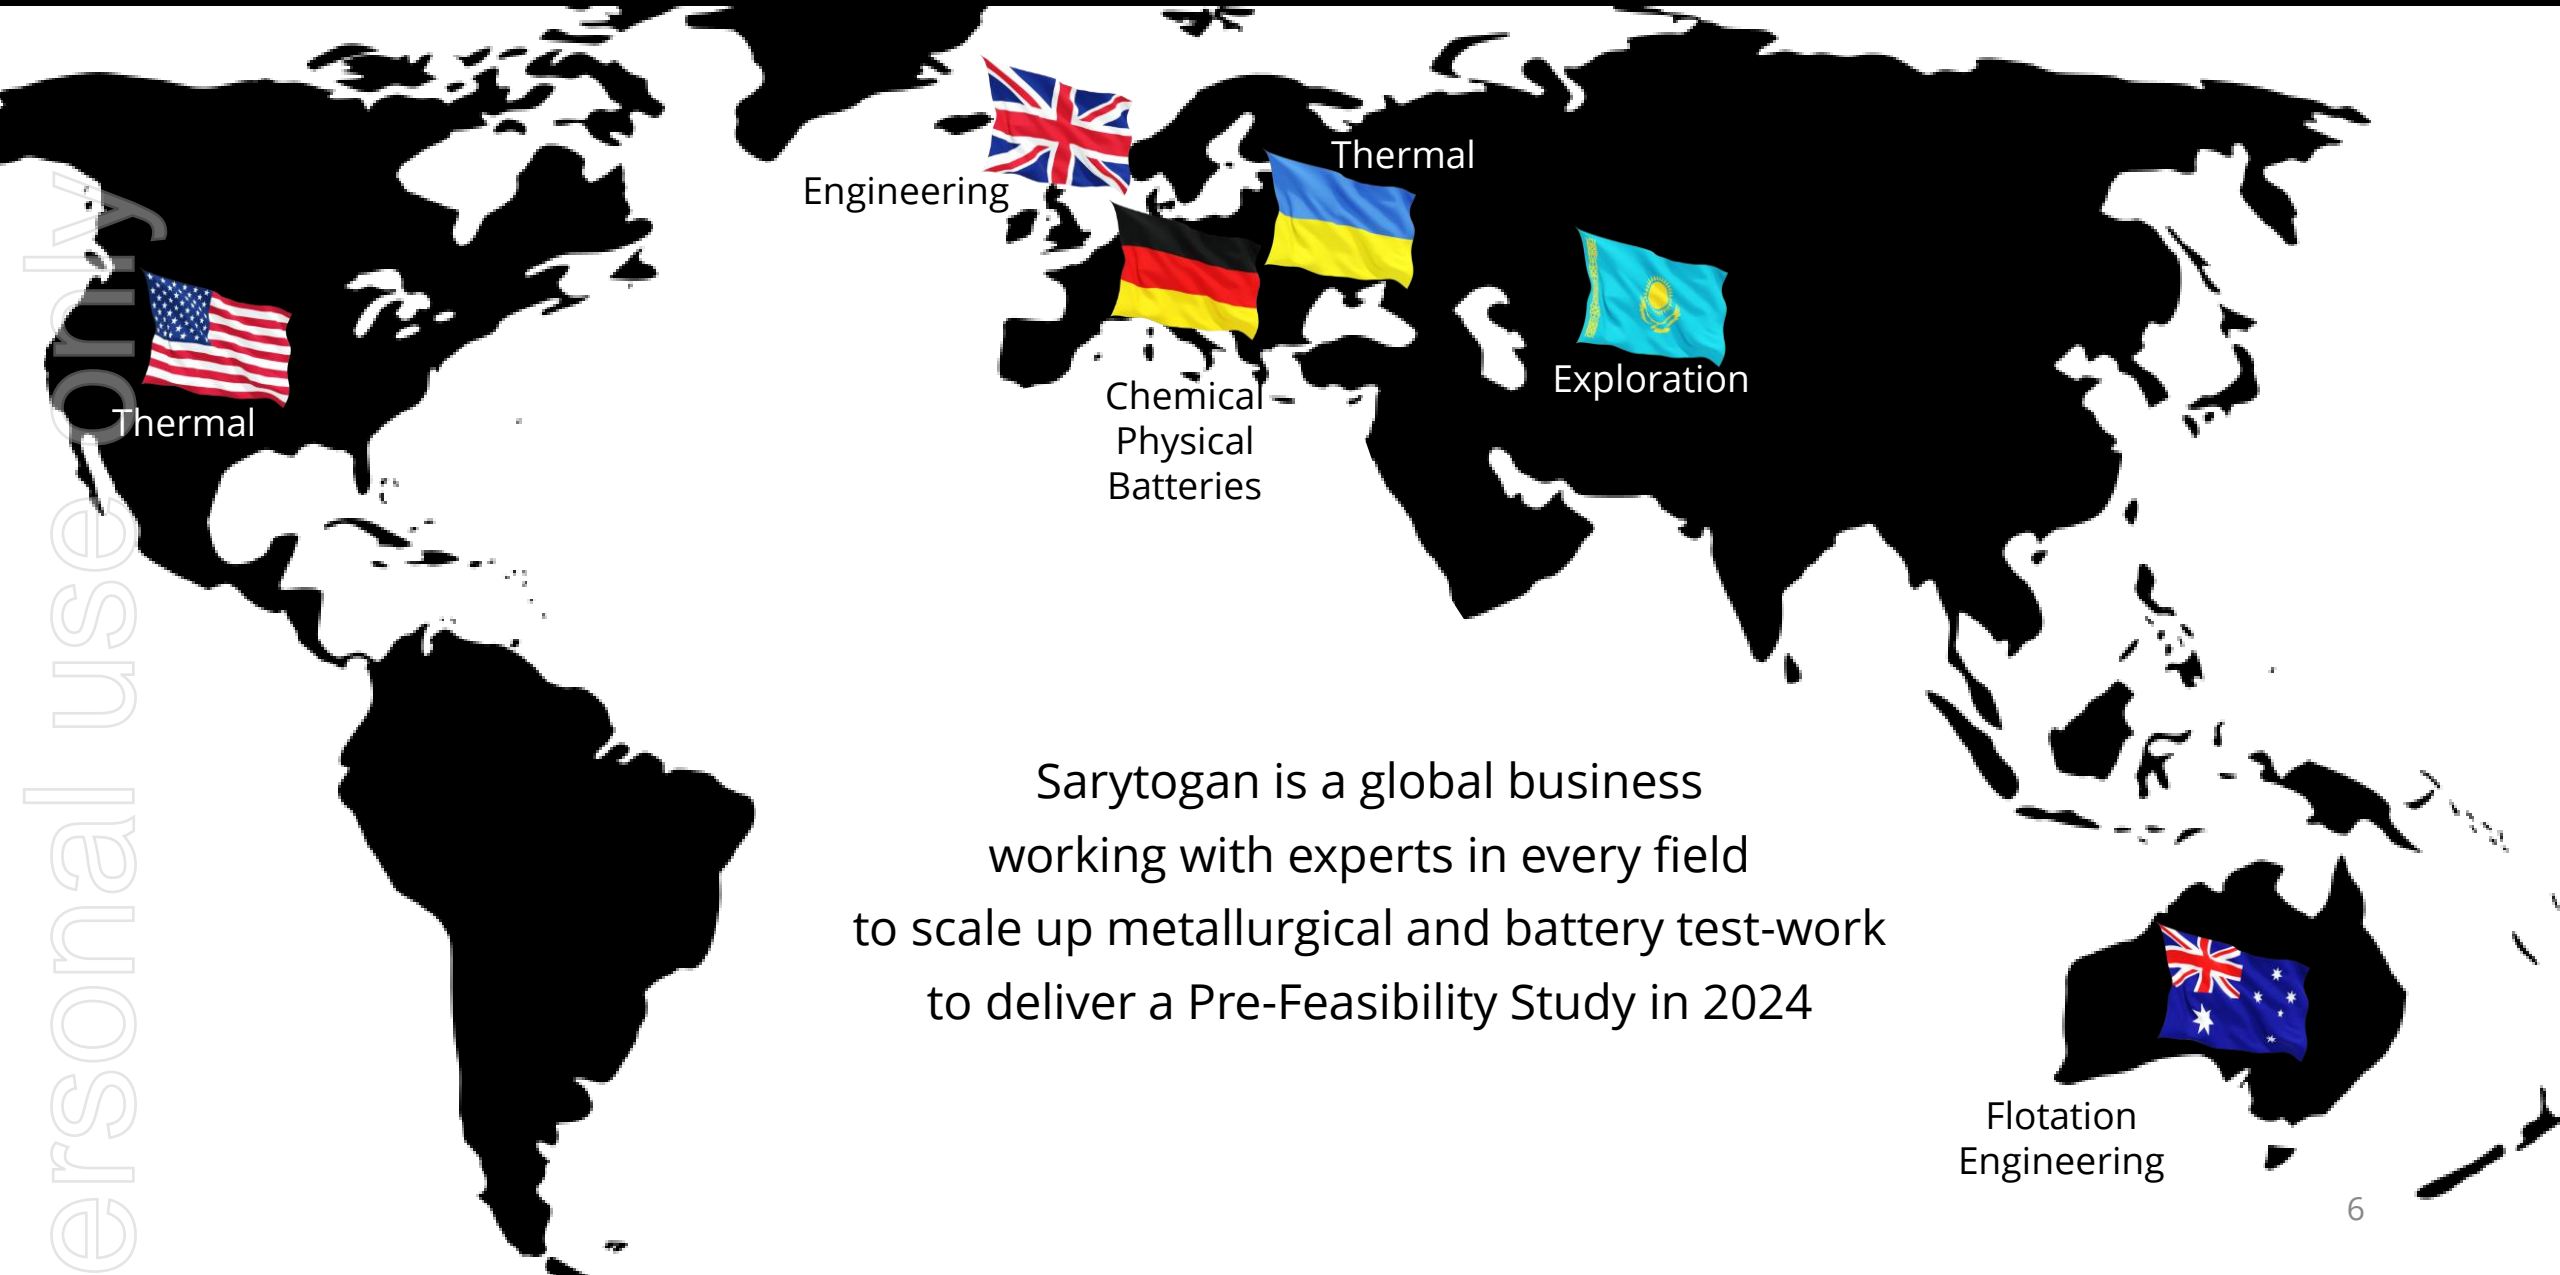 Thermal
Engineering
Exploration
Chemical
Physical
Batteries
Thermal
Sarytogan is a global business
working with experts in every field
to scale up metallurgical and battery test-work
to deliver a Pre-Feasibility Study in 2024
Flotation
Engineering
6
ersonal use only